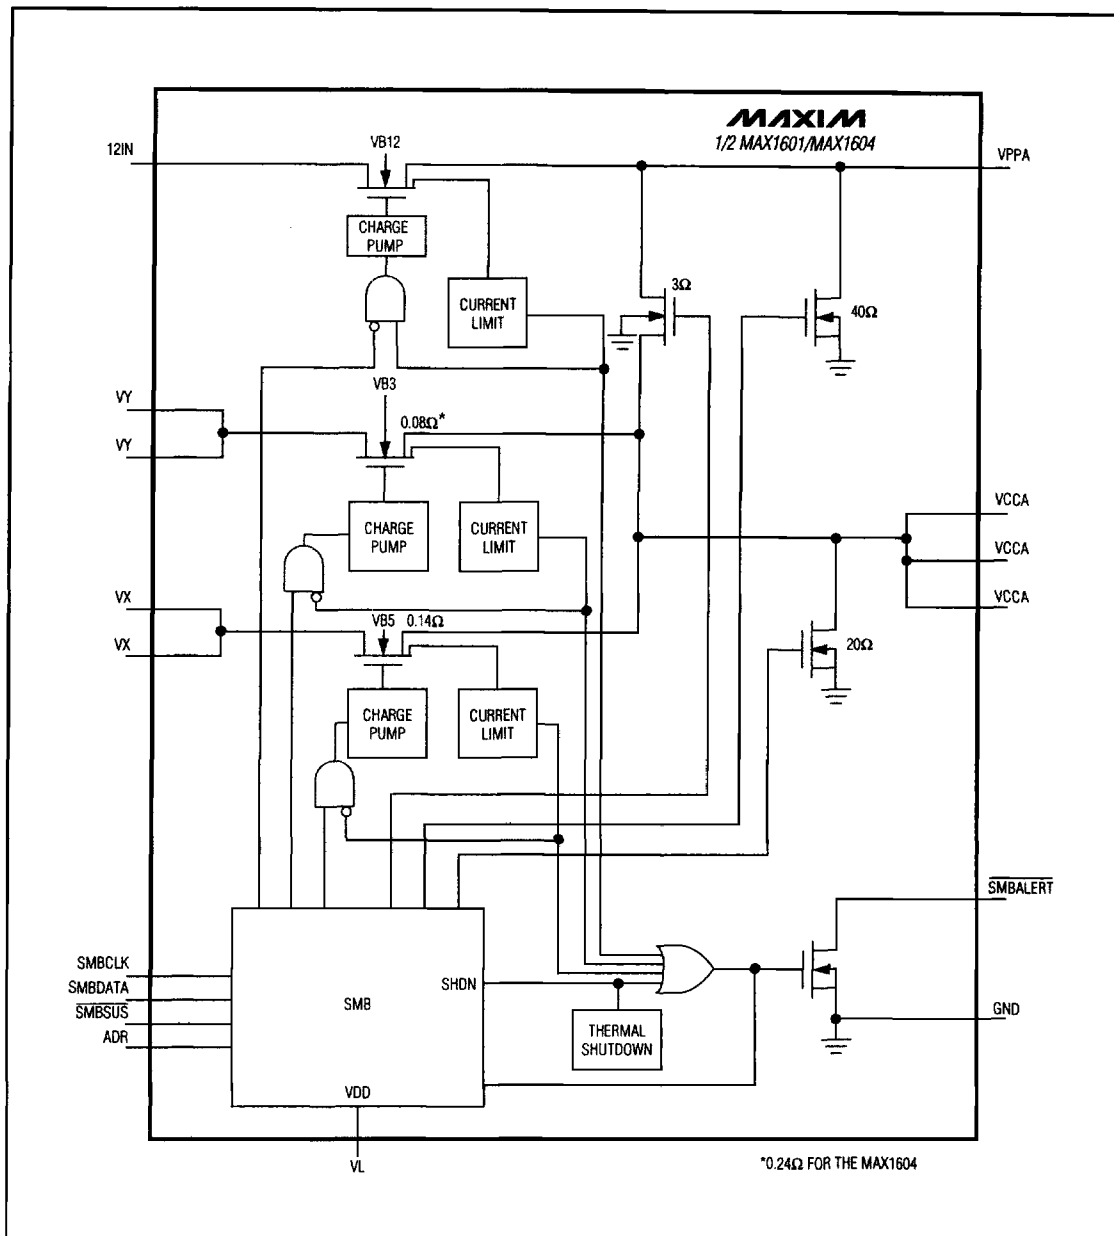 MAXIM
1/2 MAX1601/MAX1604
12IN
VB12
VPPA
CHARGE
PUMP
CURRENT
LIMIT
3Ω
40Ω
VY
VB3
0.08Ω*
VY
CHARGE
PUMP
CURRENT
LIMIT
VCCA
VCCA
VCCA
VX
VB5 0.14Ω
VX
20Ω
CHARGE
PUMP
CURRENT
LIMIT
SMBALERT
SMBCLK
SMBDATA
SMBSUS
ADR
SMB
SHDN
THERMAL
SHUTDOWN
GND
VDD
VL
*0.24Ω FOR THE MAX1604